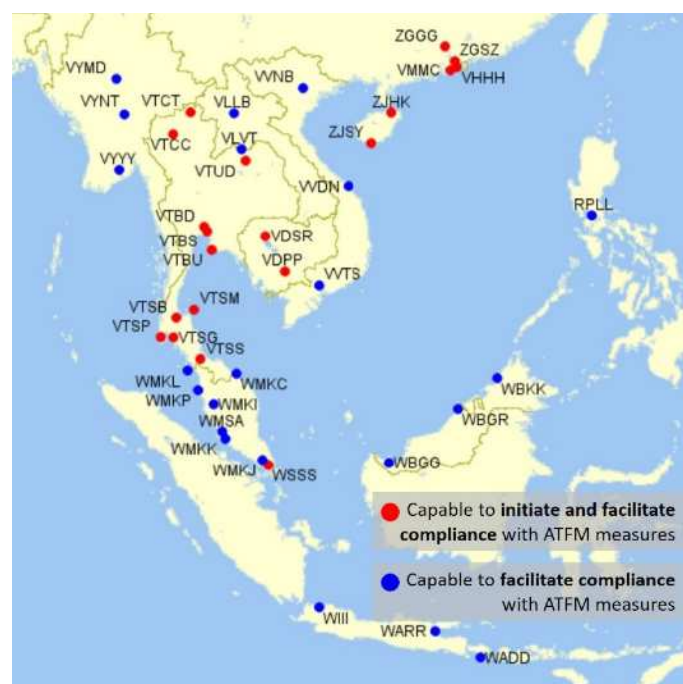 ZGGG
ZGSZ
VYMD
VMMC
VHHH
VVNB
VYNT
VTCT
VLLB
ZJHK
VTCC
VLVT
ZJSY
VYYY
VTUD
VVDN
RPLL
VTBD
VDSR
VTBS
VTBU
VDPP
VVTS
VTSB
VTSM
VTSP
VTSG
VTSS
WMKL
WMKC
WBKK
WMKP
WMKI
WMSA
WBGR
WMKK
WBGG
WMKJ
WSSS
Capable to initiate and facilitate
compliance with ATFM measures
Capable to facilitate compliance
with ATFM measures
WIII
WARR
WADD